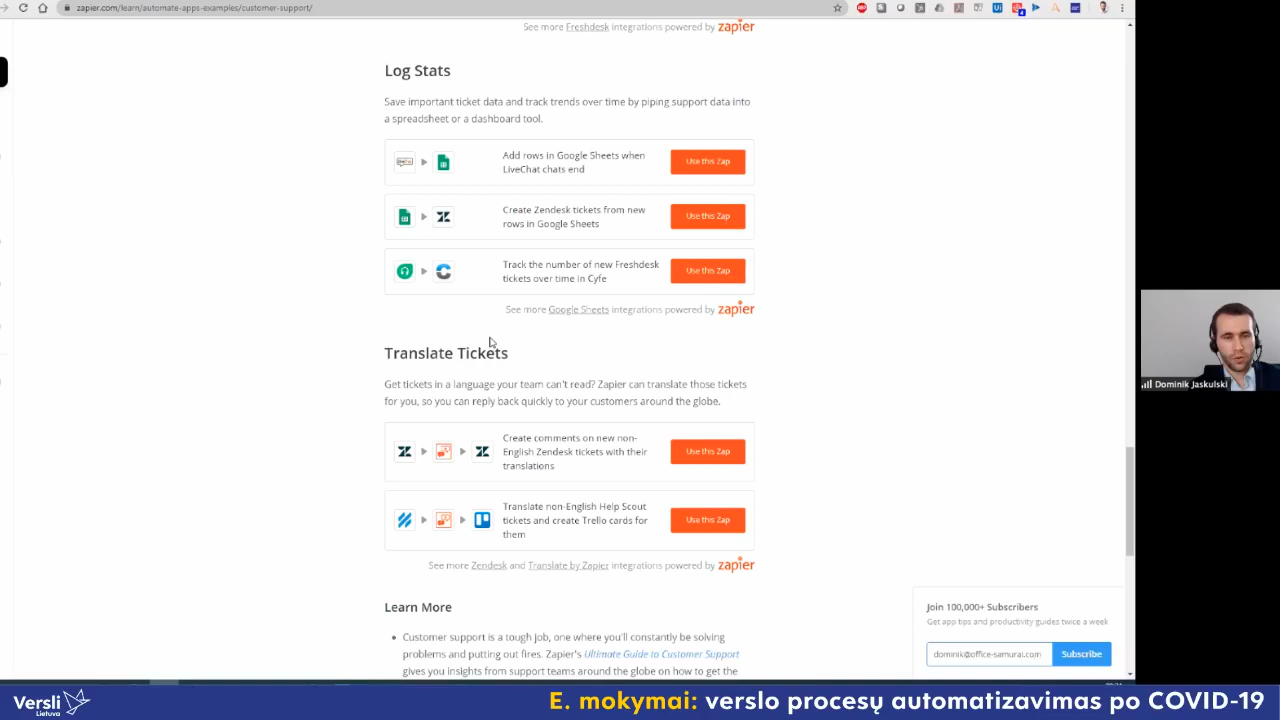 zapier.com/learn/automate-apps-examples/customer-support/
See more Freshdesk integrations powered by zapier
Log Stats
Save important ticket data and track trends over time by piping support data into
a spreadsheet or a dashboard tool.
Add rows in Google Sheets when
LiveChat chats end
Use this Zap
Create Zendesk tickets from new
rows in Google Sheets
Use this Zap
Track the number of new Freshdesk
tickets over time in Cyfe
Use this Zap
See more Google Sheets integrations powered by zapier
Translate Tickets
Get tickets in a language your team can't read? Zapier can translate those tickets
for you, so you can reply back quickly to your customers around the globe.
Create comments on new non-
English Zendesk tickets with their
translations
Use this Zap
Translate non-English Help Scout
tickets and create Trello cards for
them
Use this Zap
See more Zendesk and Translate by Zapier integrations powered by zapier
Learn More
• Customer support is a tough job, one where you'll constantly be solving
problems and putting out fires. Zapier's Ultimate Guide to Customer Support
gives you insights from support teams around the globe on how to get the
Join 100,000+ Subscribers
Get app tips and productivity guides twice a week
dominik@office-samurai.com
Subscribe
Dominik Jaskulski
Versli
Lietuva
E. mokymai: verslo procesų automatizavimas po COVID-19